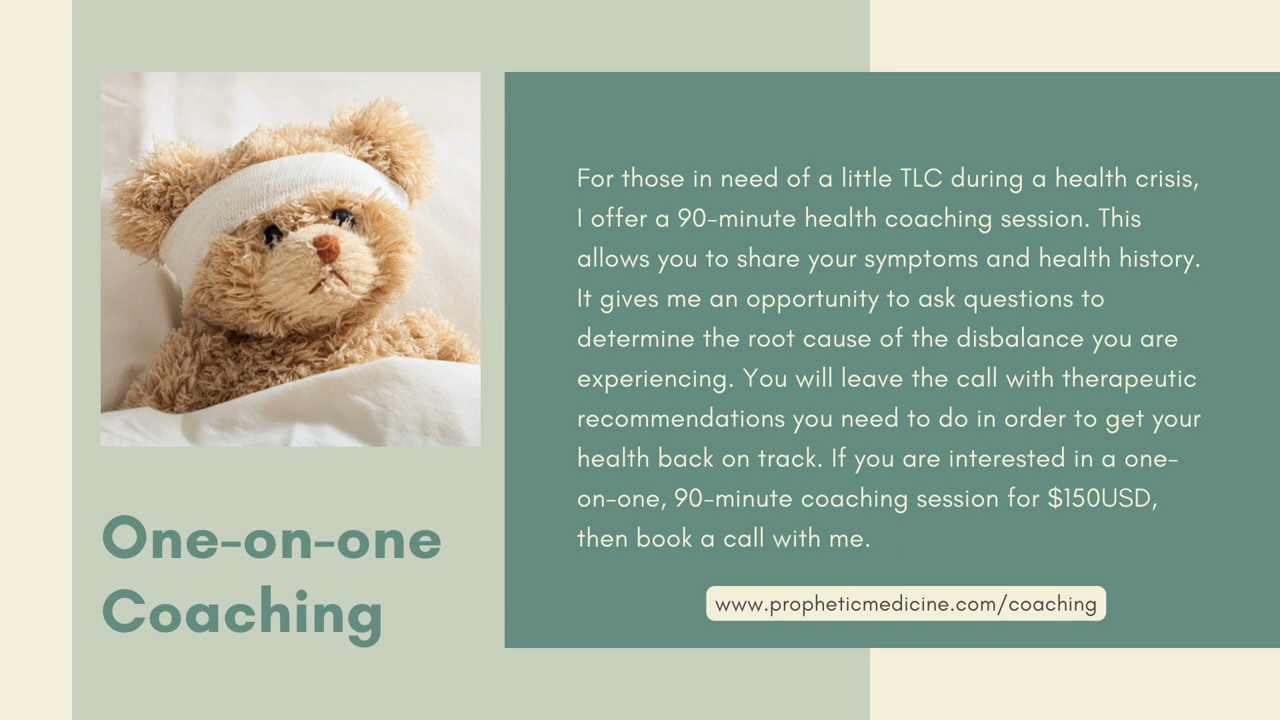 One-on-one
Coaching
For those in need of a little TLC during a health crisis,
I offer a 90-minute health coaching session. This
allows you to share your symptoms and health history.
It gives me an opportunity to ask questions to
determine the root cause of the disbalance you are
experiencing. You will leave the call with therapeutic
recommendations you need to do in order to get your
health back on track. If you are interested in a one-
on-one, 90-minute coaching session for $150USD,
then book a call with me.
www.propheticmedicine.com/coaching